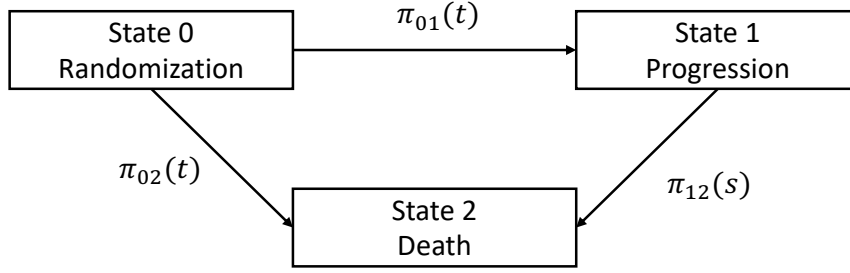 State 0
Randomization
π₀₁(t)
State 1
Progression
π₀₂(t)
π₁₂(s)
State 2
Death